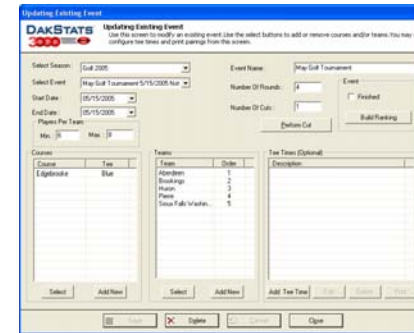 Updating Existing Event
DAKSTATS
3000
Updating Existing Event
Use this screen to modify an existing event. Use the select buttons to add or remove courses and/or teams. You may
configure tee times and print pairings from this screen.
Select Season: Golf 2005
Event Name: May Golf Tournament
Select Event May Golf Tournament 5/15/2005 Not
Number Of Rounds: 4
Event
Finished
Start Date: 05/15/2005
Number Of Cuts: 1
End Date: 05/15/2005
Perform Cut
Build Ranking
Players Per Team
Min.: 6 Max.: 8
Courses
Teams
Tee Times (Optional)
Course Tee
Team Order
Description
Edgebrooke Blue
Aberdeen 1
Brookings 2
Huron 3
Pierre 4
Sioux Falls Washin... 5
Select Add New
Select Add New
Add Tee Time Edit Delete Print
Save Delete Cancel Close